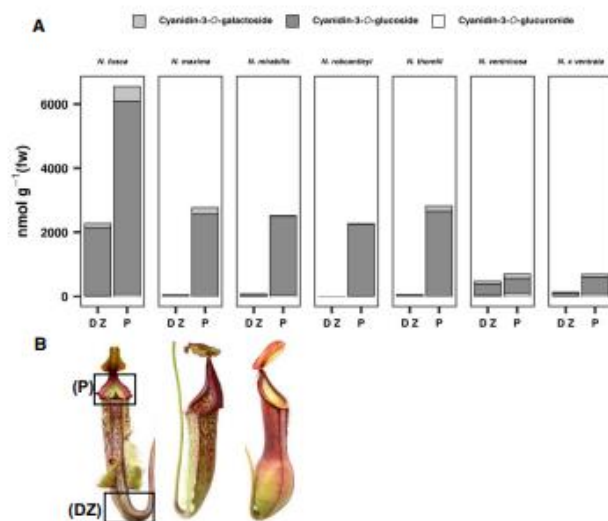 Cyanidin-3-O-galactoside Cyanidin-3-O-glucoside Cyanidin-3-O-glucuronide
A
N. fusca N. maxima N. mirabilis N. robcantleyi N. thorelii N. ventricosa N. x ventrata
nmol g⁻¹(fw)
6000
4000
2000
0
D Z P D Z P D Z P D Z P D Z P D Z P D Z P
B
(P)
(DZ)